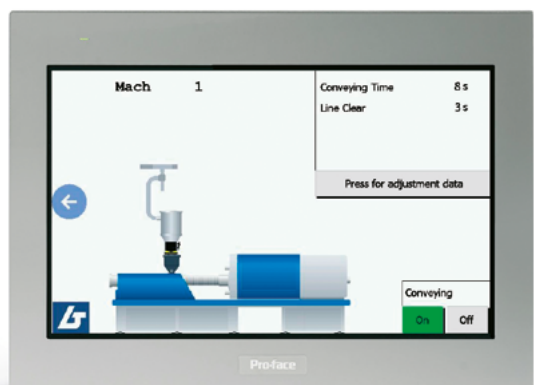 Mach 1
Conveying Time 8 s
Line Clear 3 s
Press for adjustment data
Conveying
On Off
Pro-face